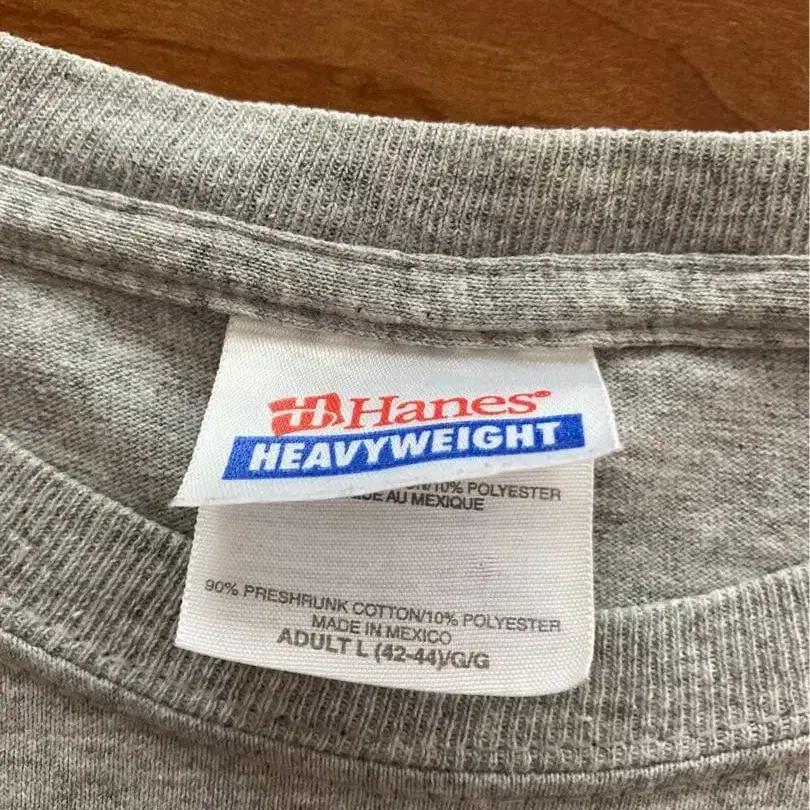 Hanes®
HEAVYWEIGHT
/10% POLYESTER
AU MEXIQUE
90% PRESHRUNK COTTON/10% POLYESTER
MADE IN MEXICO
ADULT L (42-44)/G/G